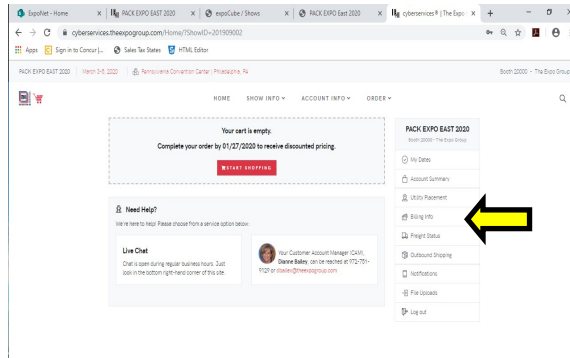 ExpoNet - Home
PACK EXPO EAST 2020
expoCube / Shows
PACK EXPO East 2020
cyberservices® | The Expo
cyberservices.theexpogroup.com/Home/?ShowID=201909002
Apps Sign in to Concur |... Sales Tax States HTML Editor
PACK EXPO EAST 2020 March 3-5, 2020 Pennsylvania Convention Center | Philadelphia, PA Booth 20000 - The Expo Group
HOME SHOW INFO ACCOUNT INFO ORDER
Your cart is empty.
Complete your order by 01/27/2020 to receive discounted pricing.
START SHOPPING
Need Help?
We're here to help! Please choose from a service option below
Live Chat
Chat is open during regular business hours. Just
look in the bottom right-hand corner of this site.
Your Customer Account Manager (CAM),
Dianne Bailey, can be reached at 972-751-
9129 or dbailey@theexpogroup.com
PACK EXPO EAST 2020
Booth 20000 - The Expo Group
My Dates
Account Summary
Utility Placement
Billing Info
Freight Status
Outbound Shipping
Notifications
File Uploads
Log out